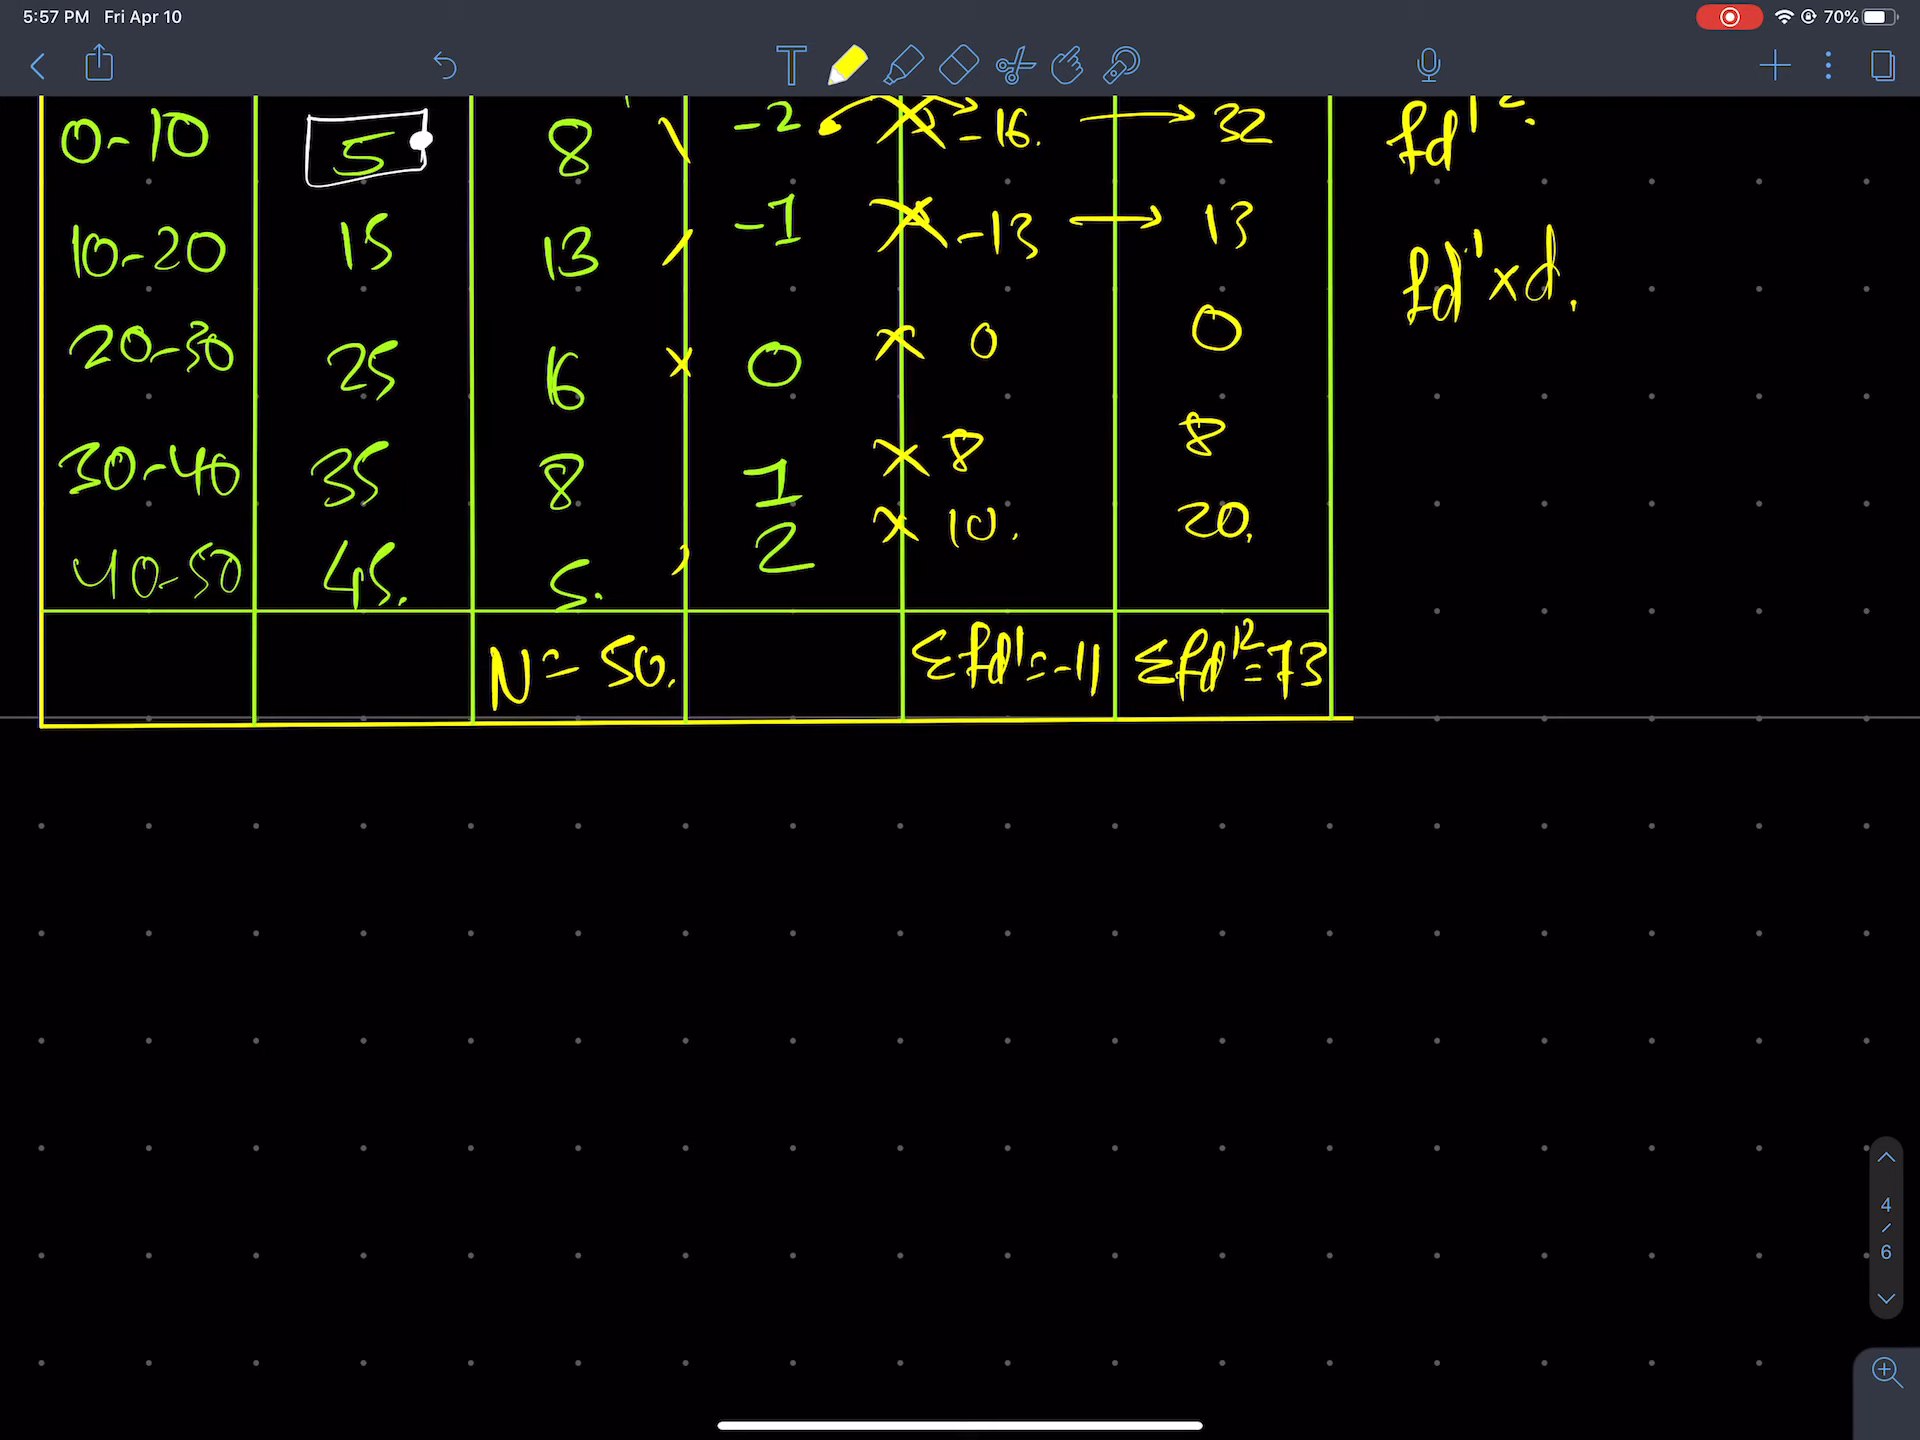 5:57 PM Fri Apr 10 70%
0-10 5 8 -2 -16. → 32 fd'².
10-20 15 13 -1 × -13 → 13 fd' × d.
20-30 25 16 × 0 × 0 0
30-40 35 8 1 × 8 8
40-50 45. 5. 2 × 10. 20.
N = 50. Σfd' = -11 Σfd'² = 73
4
/
6